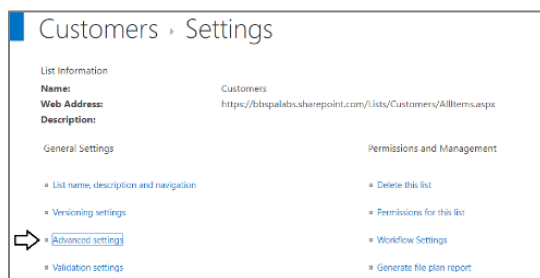 Customers › Settings
List Information
Name: Customers
Web Address: https://bbspalabs.sharepoint.com/Lists/Customers/AllItems.aspx
Description:
General Settings Permissions and Management
List name, description and navigation Delete this list
Versioning settings Permissions for this list
Advanced settings Workflow Settings
Validation settings Generate file plan report